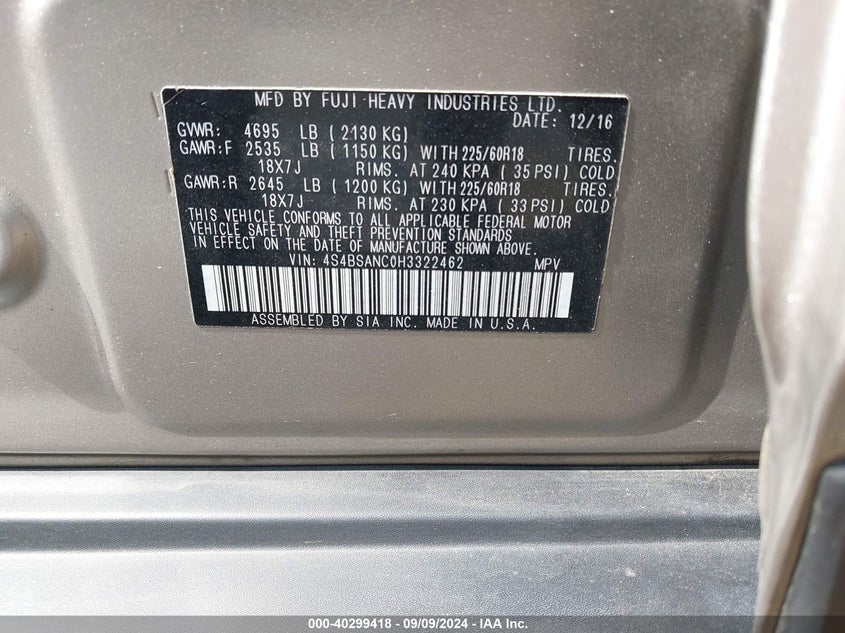 MFD BY FUJI HEAVY INDUSTRIES LTD.
DATE: 12/16
GVWR: 4695 LB (2130 KG)
GAWR:F 2535 LB (1150 KG) WITH 225/60R18 TIRES.
18X7J RIMS. AT 240 KPA (35 PSI) COLD
GAWR:R 2645 LB (1200 KG) WITH 225/60R18 TIRES.
18X7J RIMS. AT 230 KPA (33 PSI) COLD
THIS VEHICLE CONFORMS TO ALL APPLICABLE FEDERAL MOTOR
VEHICLE SAFETY AND THEFT PREVENTION STANDARDS
IN EFFECT ON THE DATE OF MANUFACTURE SHOWN ABOVE.
VIN: 4S4BSANC0H3322462 MPV
ASSEMBLED BY SIA INC. MADE IN U.S.A.
000-40299418 - 09/09/2024 - IAA Inc.